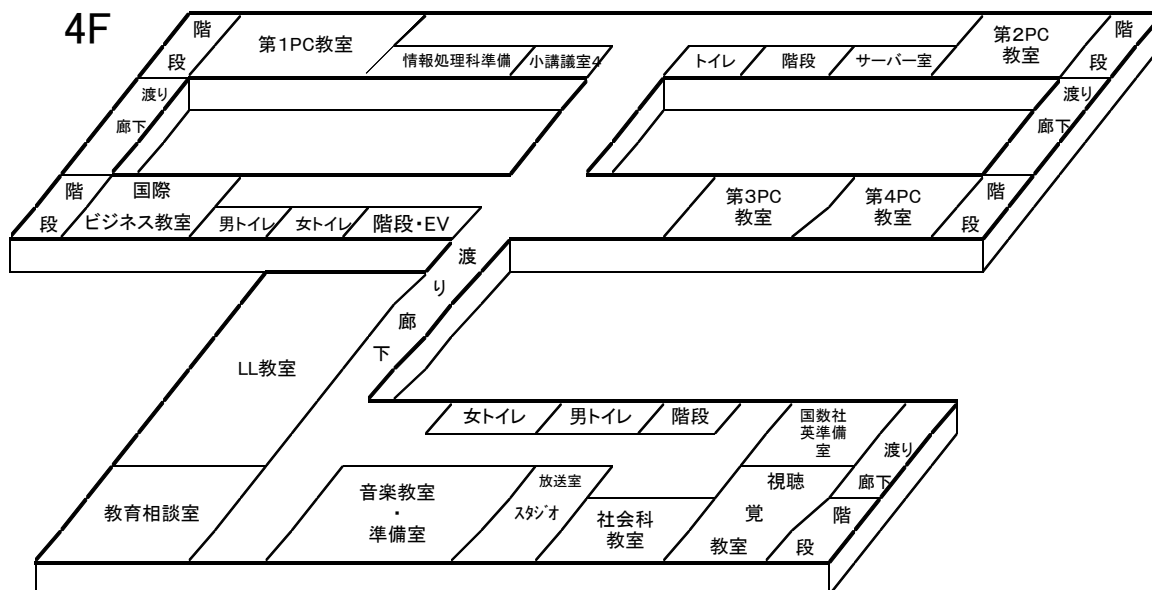 4F
階
段
第1PC教室
情報処理科準備
小講議室4
トイレ
階段
サーバー室
第2PC
教室
階
段
渡り
廊下
渡り
廊下
階
段
国際
ビジネス教室
男トイレ
女トイレ
階段・EV
第3PC
教室
第4PC
教室
階
段
渡
り
廊
下
LL教室
教育相談室
女トイレ
男トイレ
階段
国数社
英準備
室
渡り
廊下
音楽教室
・
準備室
放送室
スタジオ
社会科
教室
視聴
覚
教室
階
段